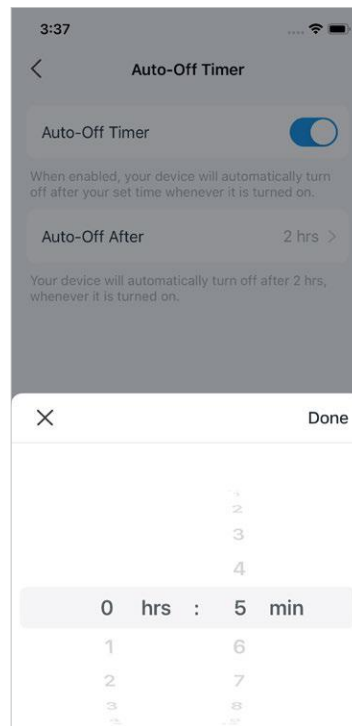 3:37
Auto-Off Timer
Auto-Off Timer
When enabled, your device will automatically turn
off after your set time whenever it is turned on.
Auto-Off After 2 hrs
Your device will automatically turn off after 2 hrs,
whenever it is turned on.
Done
2
3
4
0 hrs : 5 min
1 6
2 7
3 8